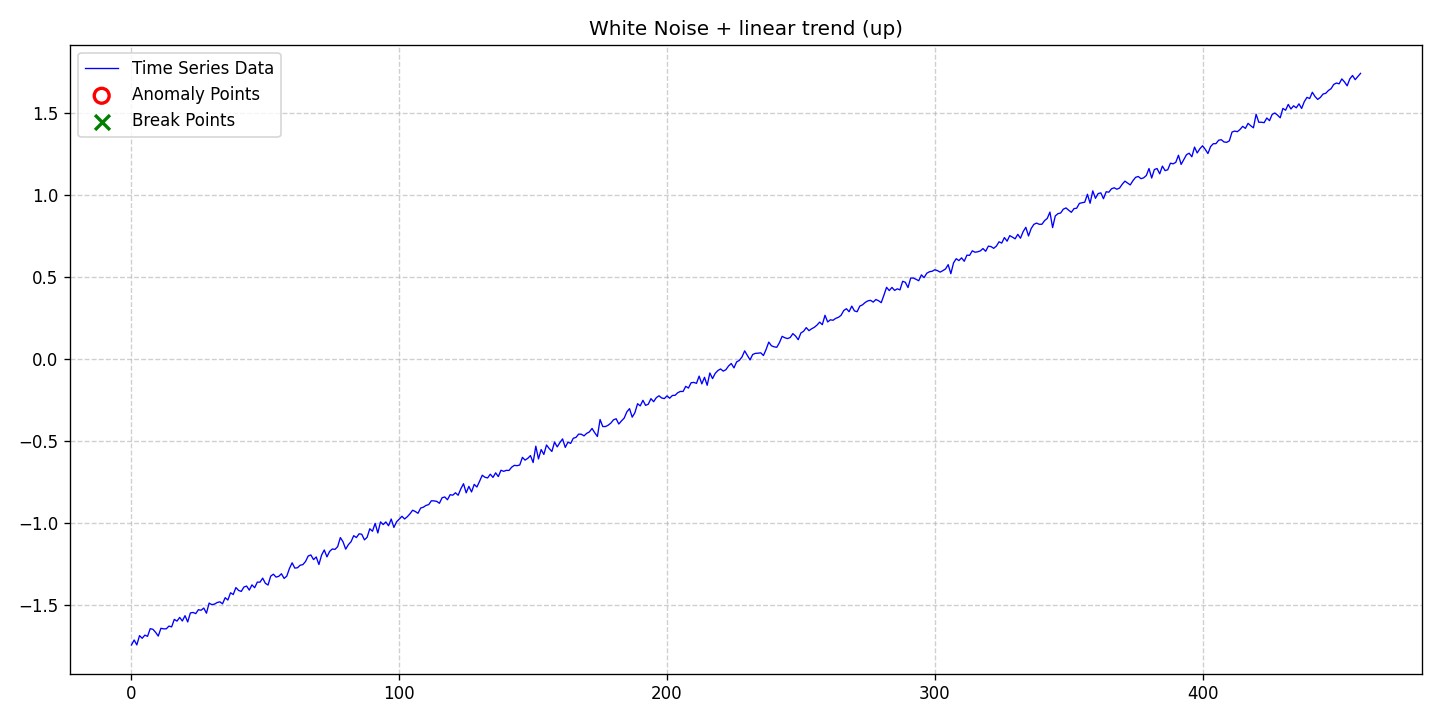 White Noise + linear trend (up)
Time Series Data
Anomaly Points
Break Points
1.5
1.0
0.5
0.0
−0.5
−1.0
−1.5
0 100 200 300 400